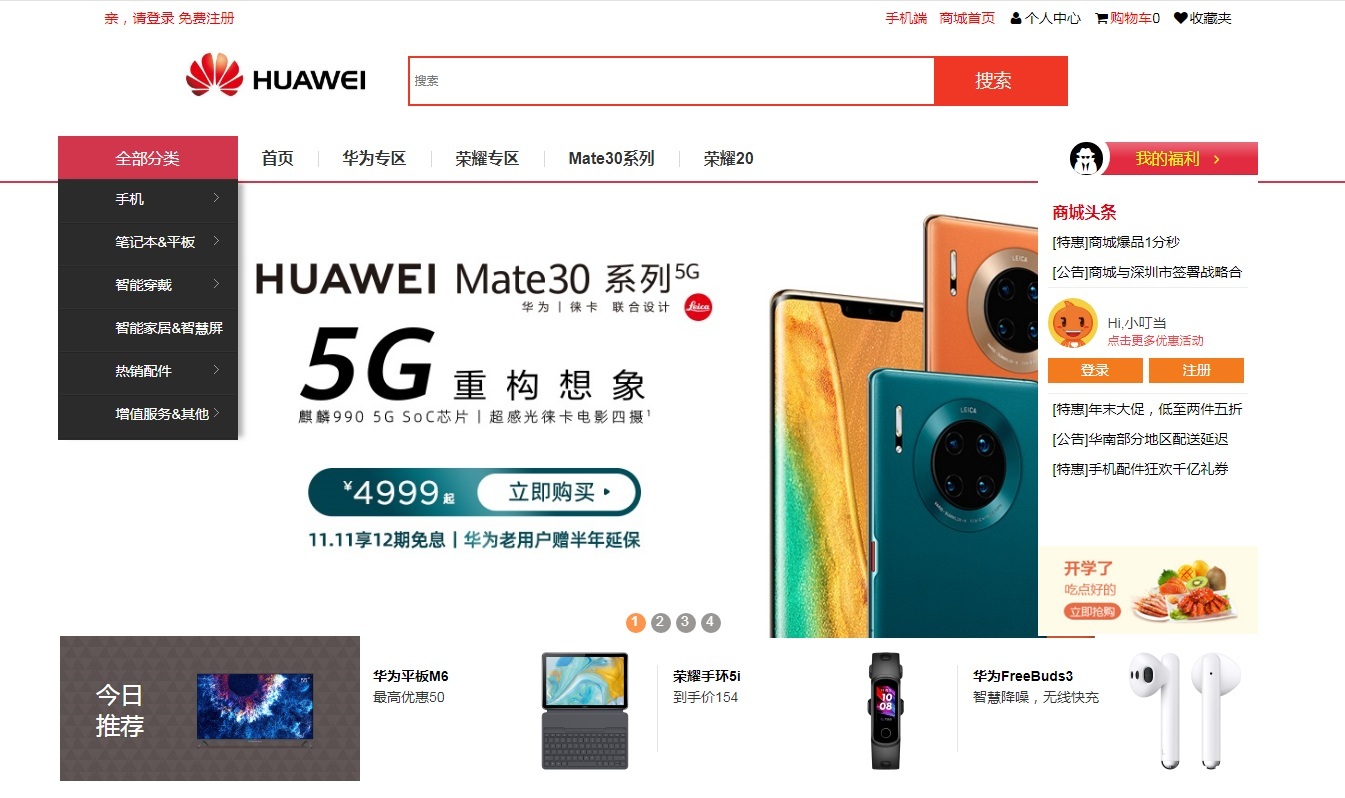 亲，请登录 免费注册
手机端 商城首页 个人中心 购物车0 收藏夹
HUAWEI
搜索
搜索
全部分类
首页
华为专区
荣耀专区
Mate30系列
荣耀20
我的福利 >
手机 >
笔记本&平板 >
智能穿戴 >
智能家居&智慧屏
热销配件 >
增值服务&其他 >
HUAWEI Mate30 系列5G
华为 | 徕卡 联合设计
Leica
5G 重构想象
麒麟990 5G SoC芯片 | 超感光徕卡电影四摄¹
¥4999起 立即购买
11.11享12期免息 | 华为老用户赠半年延保
LEICA
LEICA
1 2 3 4
商城头条
[特惠]商城爆品1分秒
[公告]商城与深圳市签署战略合
Hi,小叮当
点击更多优惠活动
登录 注册
[特惠]年末大促，低至两件五折
[公告]华南部分地区配送延迟
[特惠]手机配件狂欢千亿礼券
开学了
吃点好的
立即抢购
今日
推荐
华为平板M6
最高优惠50
荣耀手环5i
到手价154
10
08
华为FreeBuds3
智慧降噪，无线快充